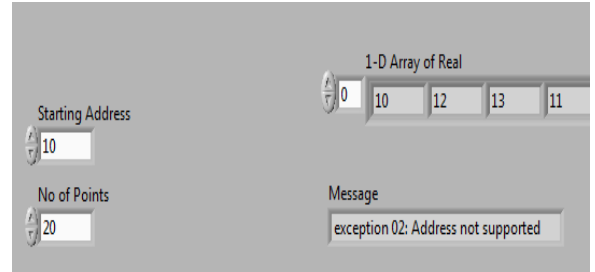 1-D Array of Real
0 10 12 13 11
Starting Address
10
No of Points
20
Message
exception 02: Address not supported